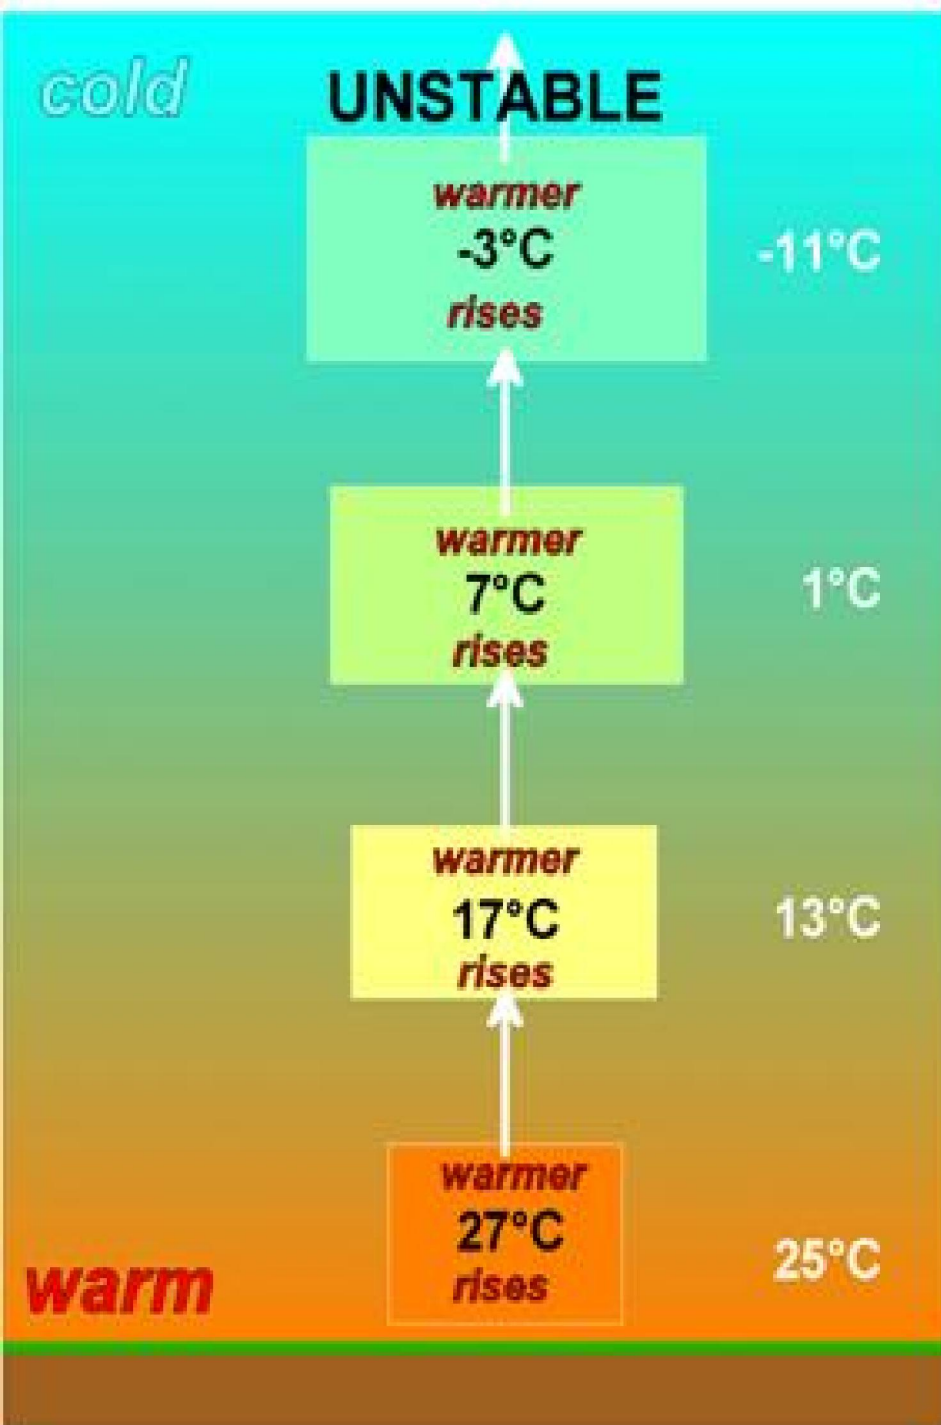 cold
UNSTABLE
warmer
-3°C
-11°C
rises
warmer
7°C
1°C
rises
warmer
17°C
13°C
rises
warmer
27°C
25°C
rises
warm